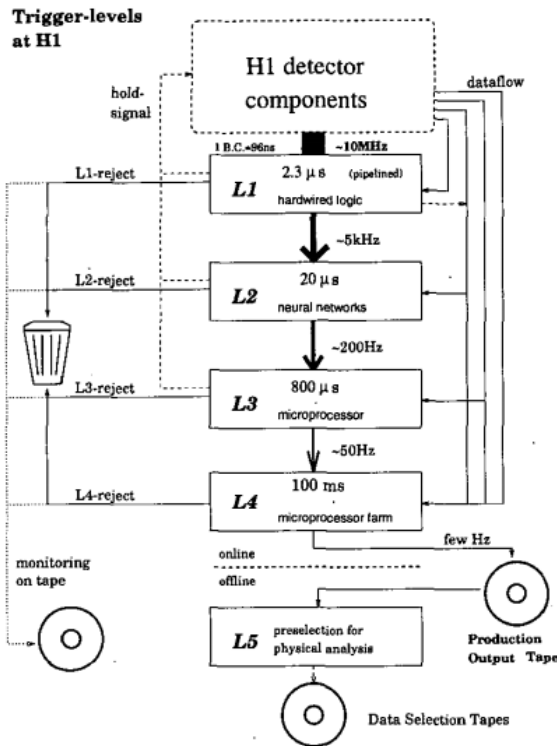 Trigger-levels
at H1
H1 detector
components
dataflow
hold-
signal
1 B.C.=96ns
~10MHz
L1-reject
L1
2.3 μs
(pipelined)
hardwired logic
~5kHz
L2-reject
L2
20 μs
neural networks
~200Hz
L3-reject
L3
800 μs
microprocessor
~50Hz
L4-reject
L4
100 ms
microprocessor farm
few Hz
online
offline
monitoring
on tape
L5
preselection for
physical analysis
Production
Output Tape
Data Selection Tapes